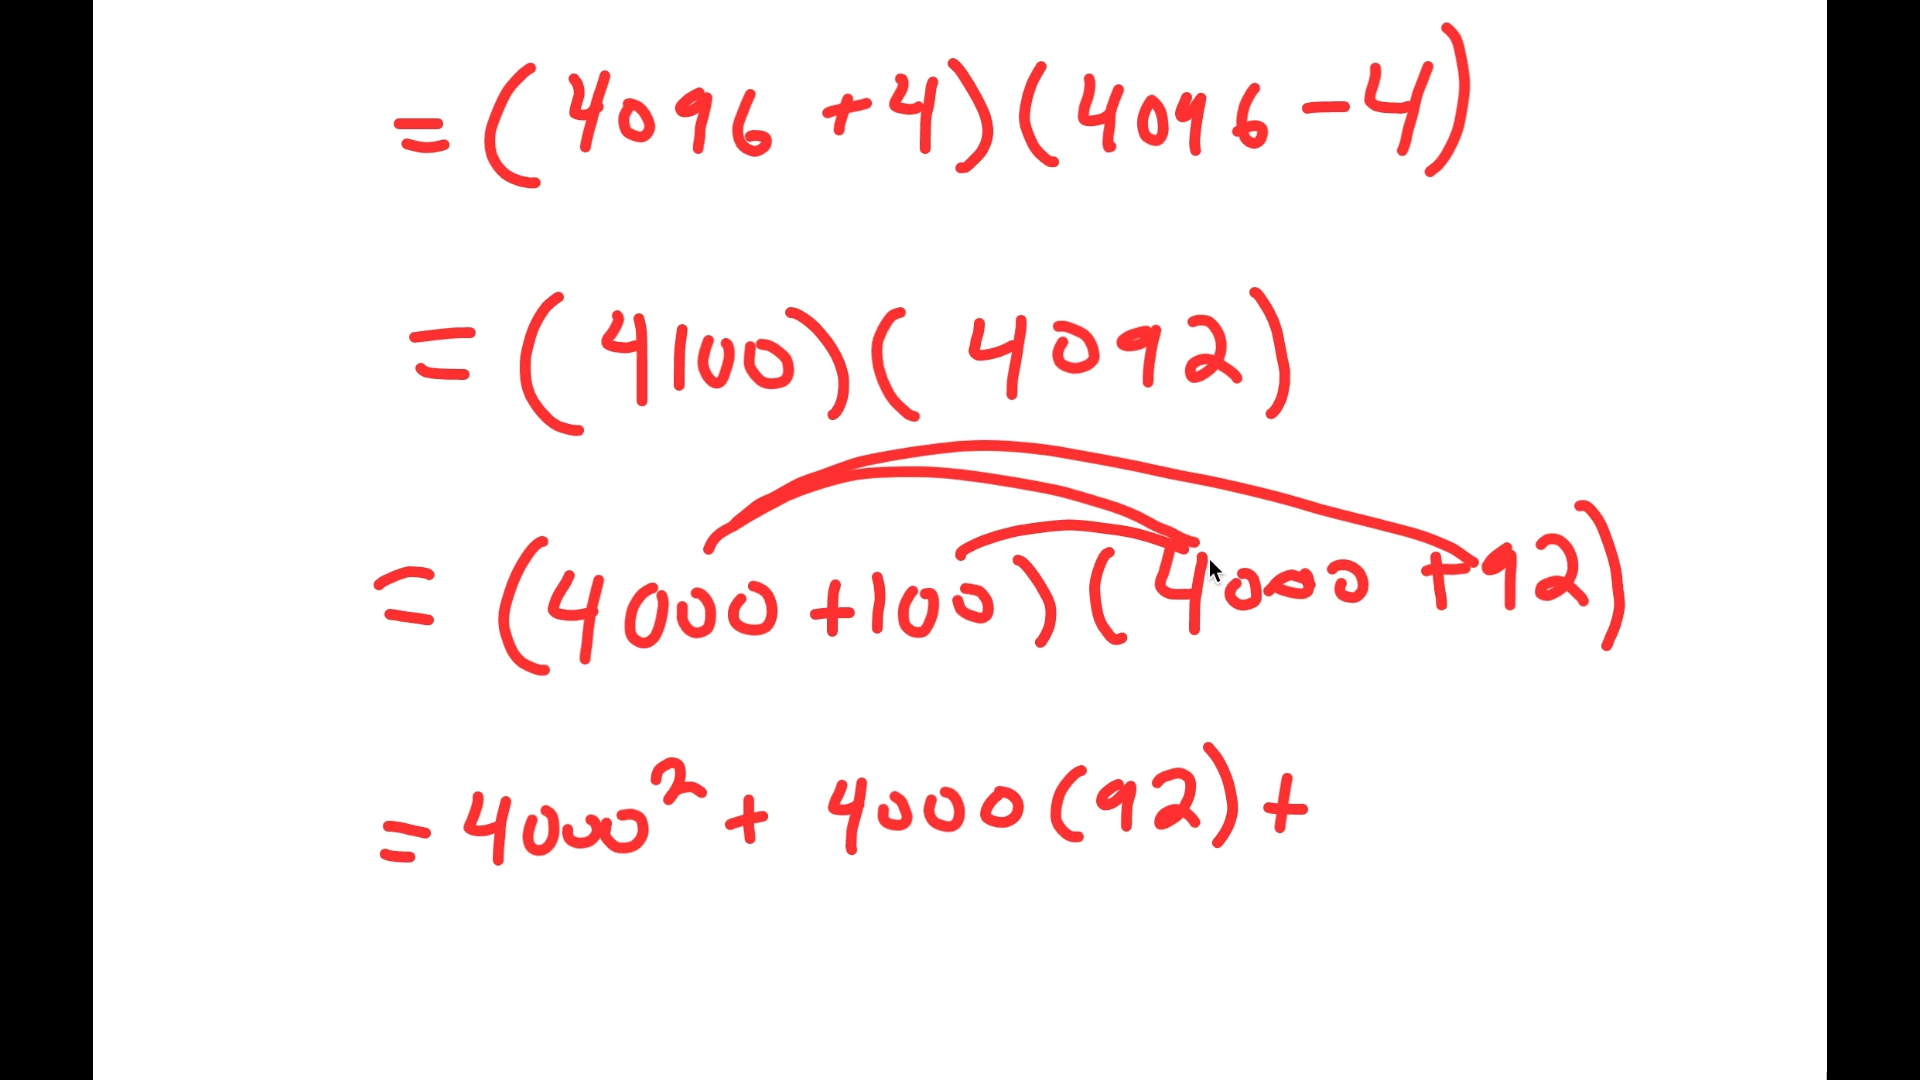 = (4096 + 4)(4096 - 4)
= (4100)(4092)
= (4000 + 100)(4000 + 92)
= 4000² + 4000(92) +